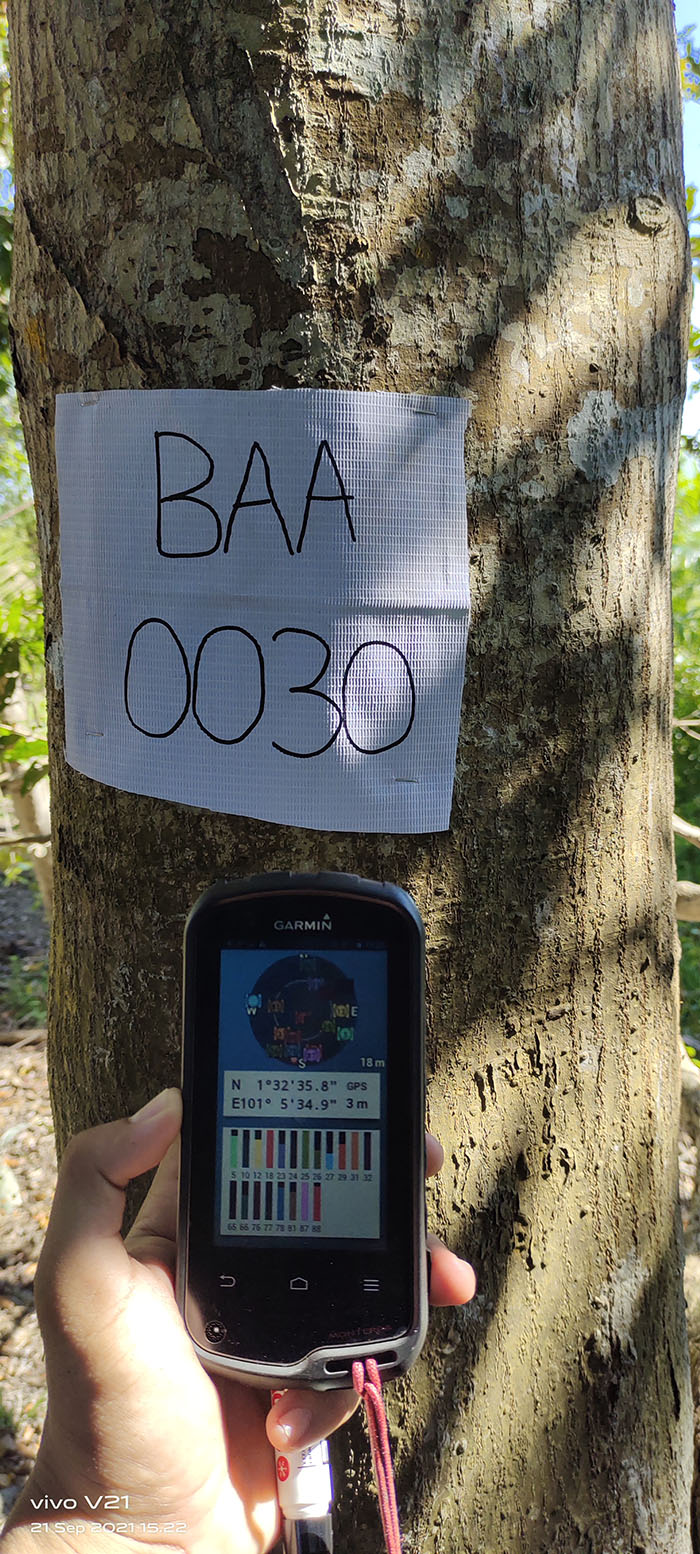 BAA
0030
GARMIN
W
E
S
18m
N 1°32'35.8" GPS
E101° 5'34.9" 3m
5 10 12 18 23 24 25 26 27 29 31 32
65 66 76 77 78 81 87 88
vivo V21
21 Sep 2021 15:22